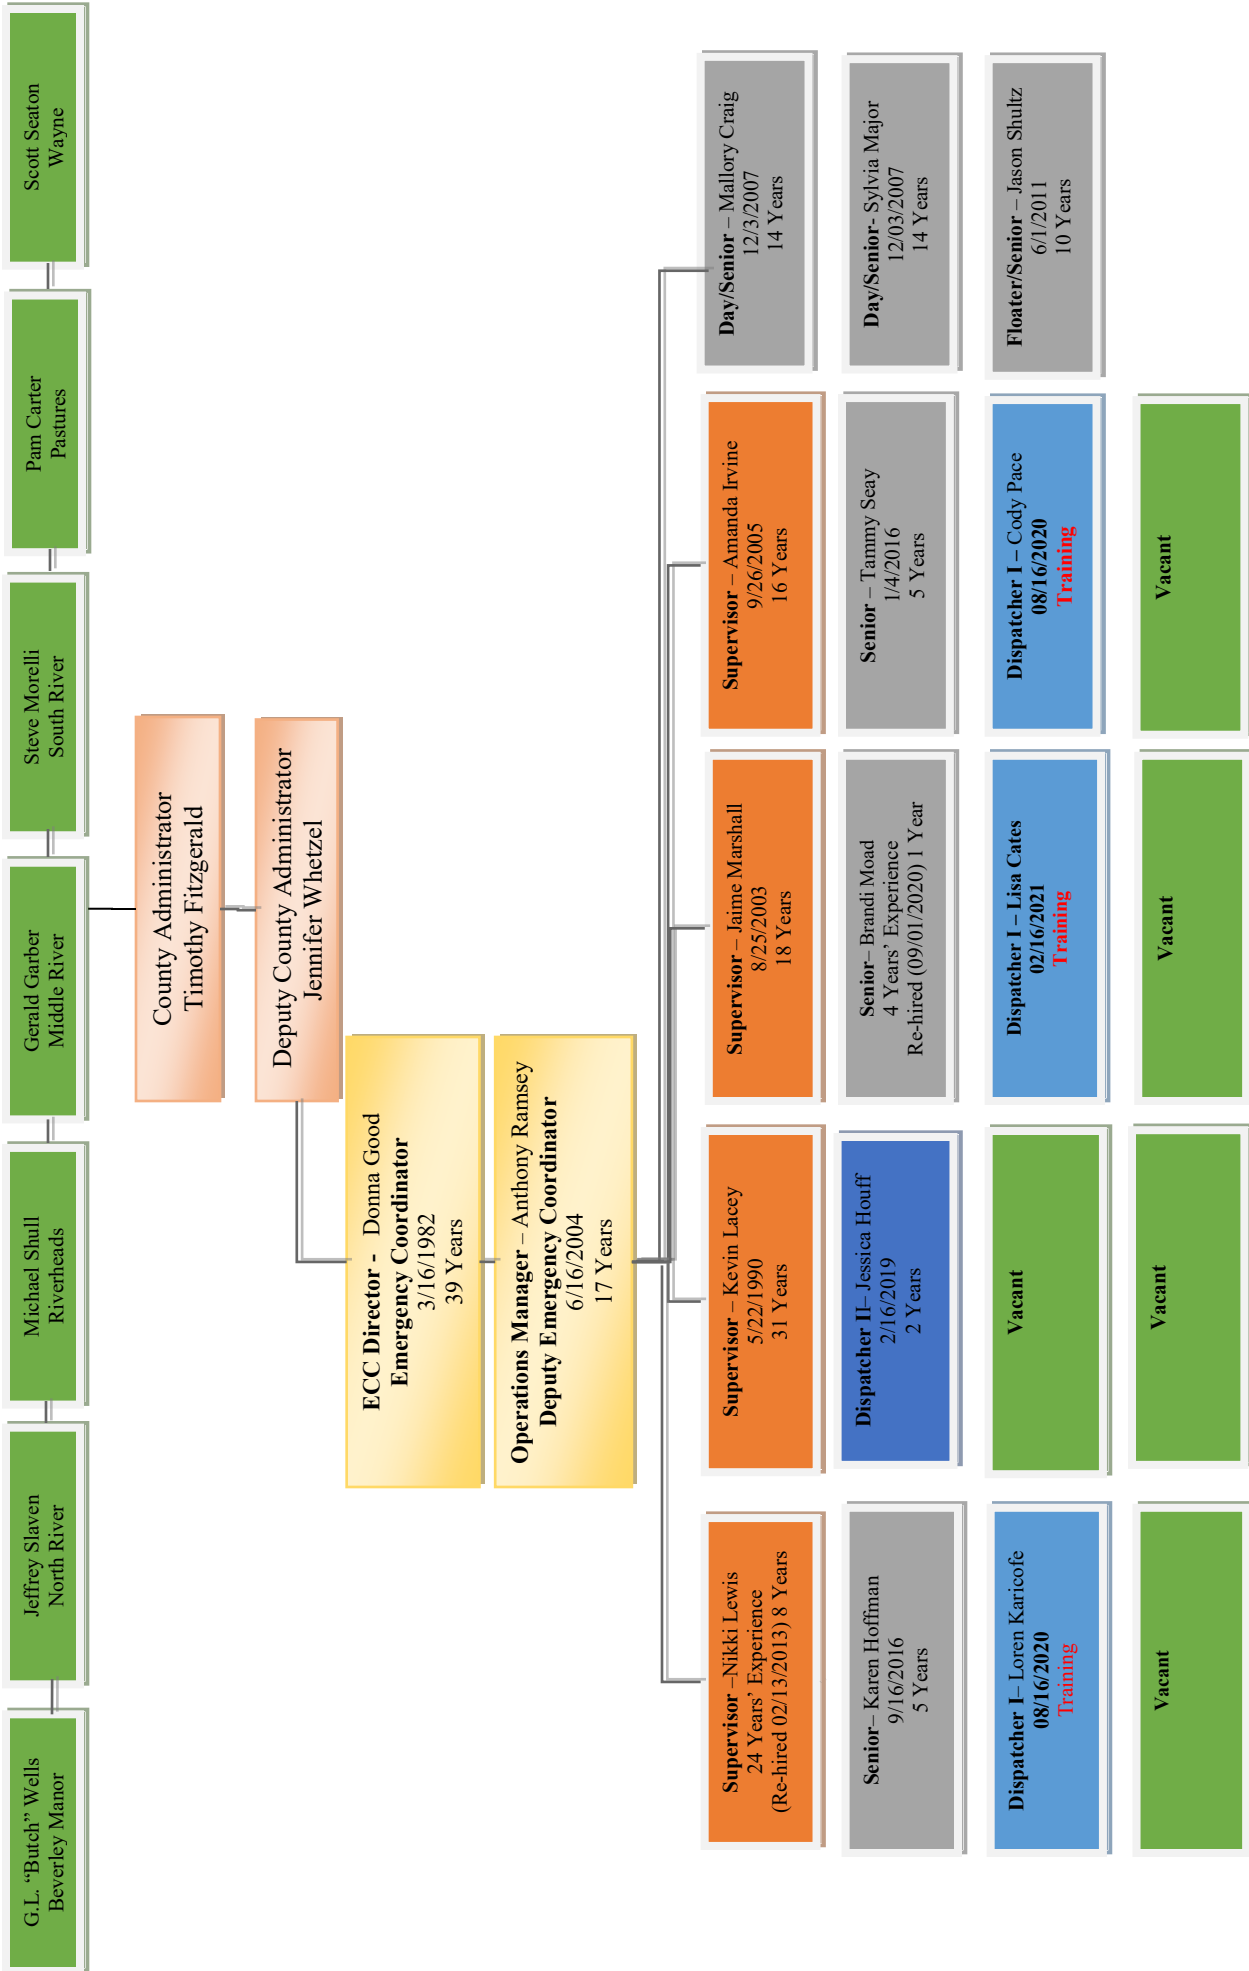 G.L. “Butch” Wells
Beverley Manor
Jeffrey Slaven
North River
Michael Shull
Riverheads
Gerald Garber
Middle River
Steve Morelli
South River
Pam Carter
Pastures
Scott Seaton
Wayne
County Administrator
Timothy Fitzgerald
Deputy County Administrator
Jennifer Whetzel
ECC Director - Donna Good
Emergency Coordinator
3/16/1982
39 Years
Operations Manager – Anthony Ramsey
Deputy Emergency Coordinator
6/16/2004
17 Years
Supervisor –Nikki Lewis
24 Years’ Experience
(Re-hired 02/13/2013) 8 Years
Supervisor – Kevin Lacey
5/22/1990
31 Years
Supervisor – Jaime Marshall
8/25/2003
18 Years
Supervisor – Amanda Irvine
9/26/2005
16 Years
Day/Senior – Mallory Craig
12/3/2007
14 Years
Senior– Karen Hoffman
9/16/2016
5 Years
Dispatcher II– Jessica Houff
2/16/2019
2 Years
Senior– Brandi Moad
4 Years’ Experience
Re-hired (09/01/2020) 1 Year
Senior – Tammy Seay
1/4/2016
5 Years
Day/Senior- Sylvia Major
12/03/2007
14 Years
Dispatcher I– Loren Karicofe
08/16/2020
Training
Vacant
Dispatcher I – Lisa Cates
02/16/2021
Training
Dispatcher I – Cody Pace
08/16/2020
Training
Floater/Senior – Jason Shultz
6/1/2011
10 Years
Vacant
Vacant
Vacant
Vacant